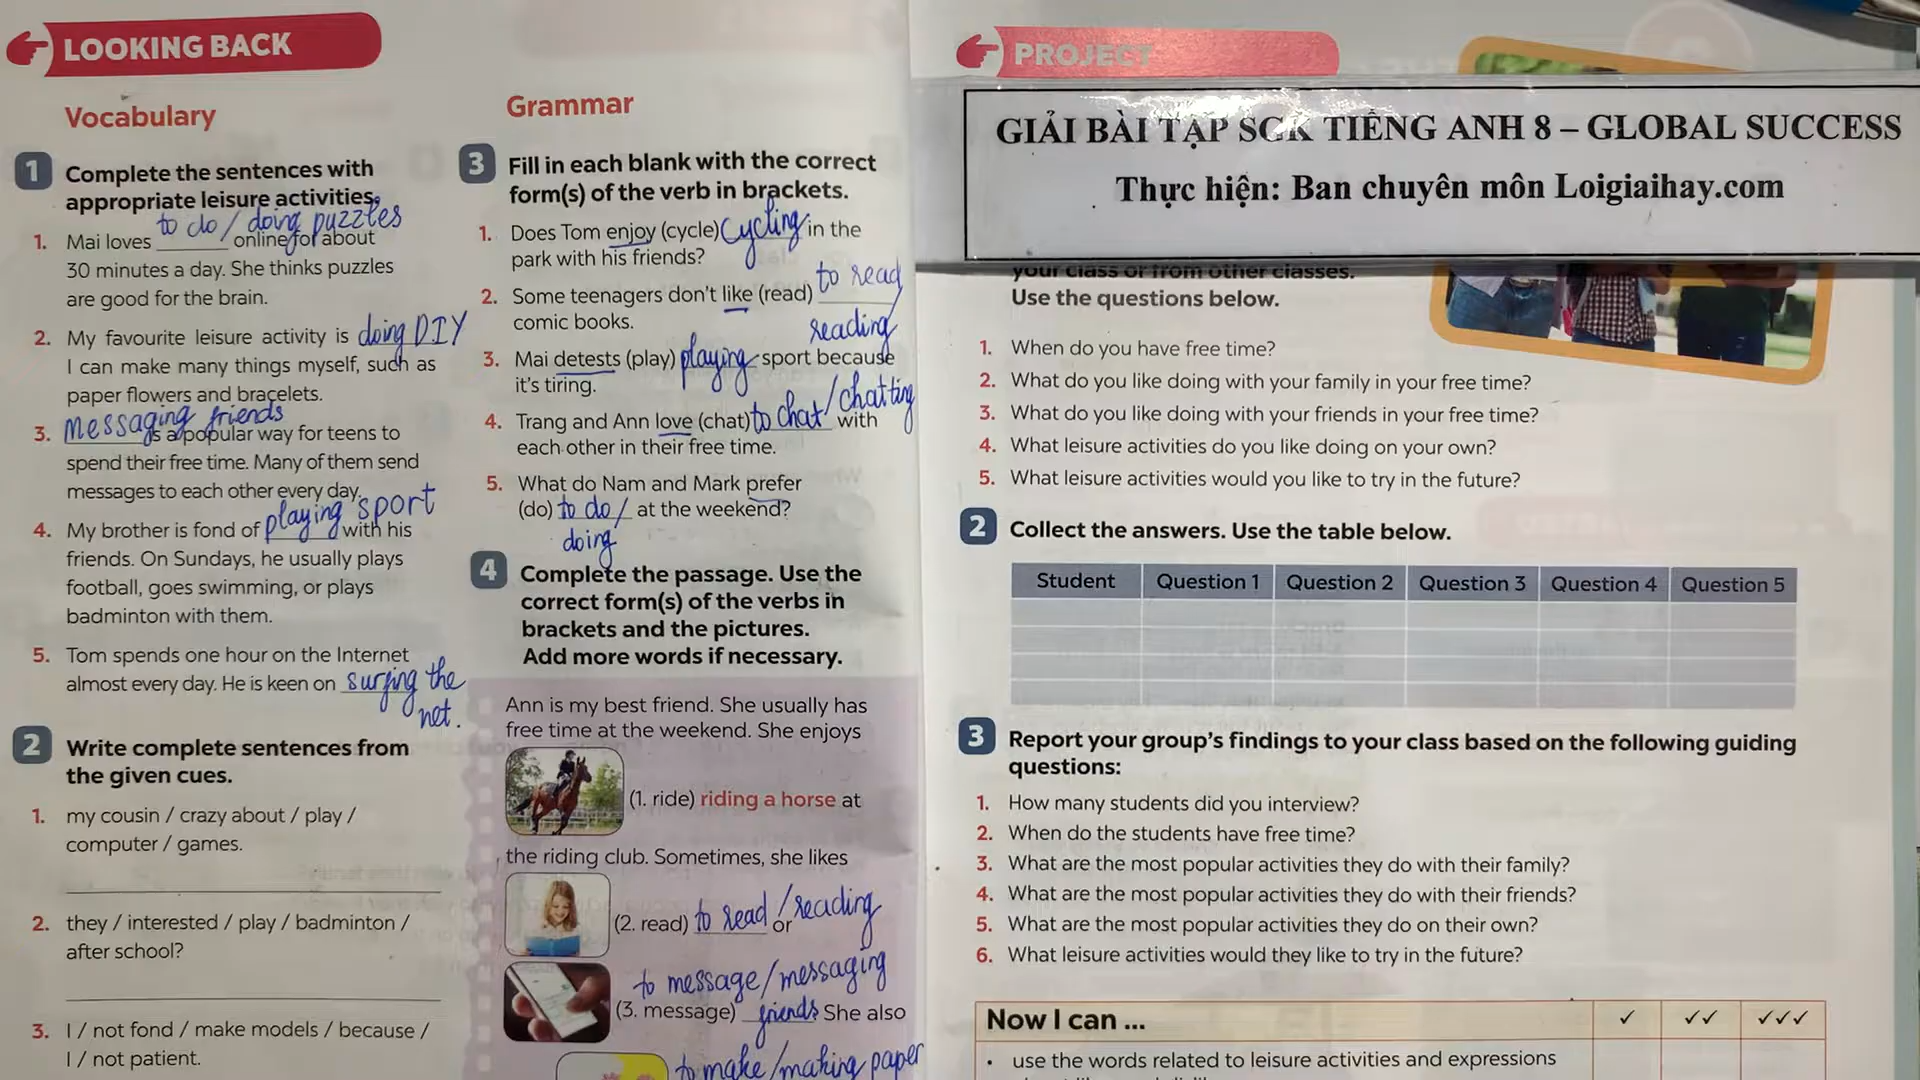 LOOKING BACK
Vocabulary
1 Complete the sentences with
appropriate leisure activities.
to do / doing puzzles
1. Mai loves ______ online for about
30 minutes a day. She thinks puzzles
are good for the brain.
2. My favourite leisure activity is doing DIY
I can make many things myself, such as
paper flowers and bracelets.
messaging friends
3. ______ is a popular way for teens to
spend their free time. Many of them send
messages to each other every day.
4. My brother is fond of playing sport with his
friends. On Sundays, he usually plays
football, goes swimming, or plays
badminton with them.
5. Tom spends one hour on the Internet
almost every day. He is keen on surfing the
net.
2 Write complete sentences from
the given cues.
1. my cousin / crazy about / play /
computer / games.
2. they / interested / play / badminton /
after school?
3. I / not fond / make models / because /
I / not patient.
Grammar
3 Fill in each blank with the correct
form(s) of the verb in brackets.
1. Does Tom enjoy (cycle) Cycling in the
park with his friends?
2. Some teenagers don't like (read) to read
comic books. reading
3. Mai detests (play) playing sport because
it's tiring.
4. Trang and Ann love (chat) to chat / chatting with
each other in their free time.
5. What do Nam and Mark prefer
(do) to do / at the weekend?
doing
4 Complete the passage. Use the
correct form(s) of the verbs in
brackets and the pictures.
Add more words if necessary.
Ann is my best friend. She usually has
free time at the weekend. She enjoys
(1. ride) riding a horse at
the riding club. Sometimes, she likes
(2. read) to read / reading or
to message / messaging
(3. message) friends. She also
to make / making paper
PROJECT
GIẢI BÀI TẬP SGK TIẾNG ANH 8 – GLOBAL SUCCESS
Thực hiện: Ban chuyên môn Loigiaihay.com
your class or from other classes.
Use the questions below.
1. When do you have free time?
2. What do you like doing with your family in your free time?
3. What do you like doing with your friends in your free time?
4. What leisure activities do you like doing on your own?
5. What leisure activities would you like to try in the future?
2 Collect the answers. Use the table below.
Student Question 1 Question 2 Question 3 Question 4 Question 5
3 Report your group's findings to your class based on the following guiding
questions:
1. How many students did you interview?
2. When do the students have free time?
3. What are the most popular activities they do with their family?
4. What are the most popular activities they do with their friends?
5. What are the most popular activities they do on their own?
6. What leisure activities would they like to try in the future?
Now I can ... ✓ ✓✓ ✓✓✓
• use the words related to leisure activities and expressions